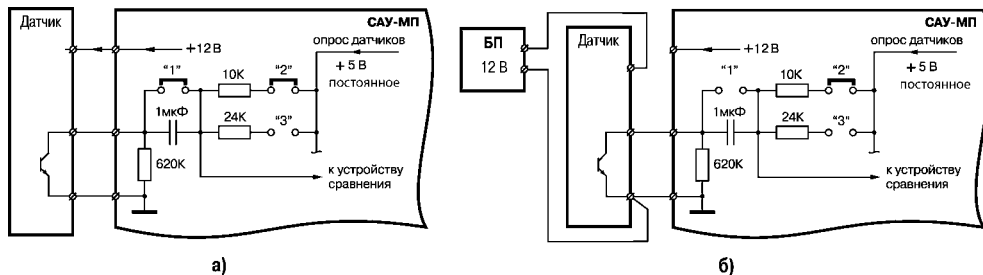 Датчик
САУ-МП
+12 В
опрос датчиков
+ 5 В
постоянное
"1"
10К
"2"
1мкФ
24К
"3"
620К
к устройству
сравнения
а)
БП
12 В
Датчик
САУ-МП
+12 В
опрос датчиков
+ 5 В
постоянное
"1"
10К
"2"
1мкФ
24К
"3"
620К
к устройству
сравнения
б)